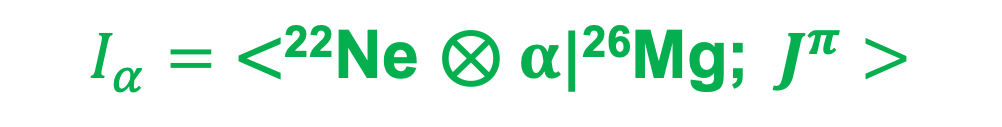 I_α = <²²Ne ⊗ α|²⁶Mg; J^π >